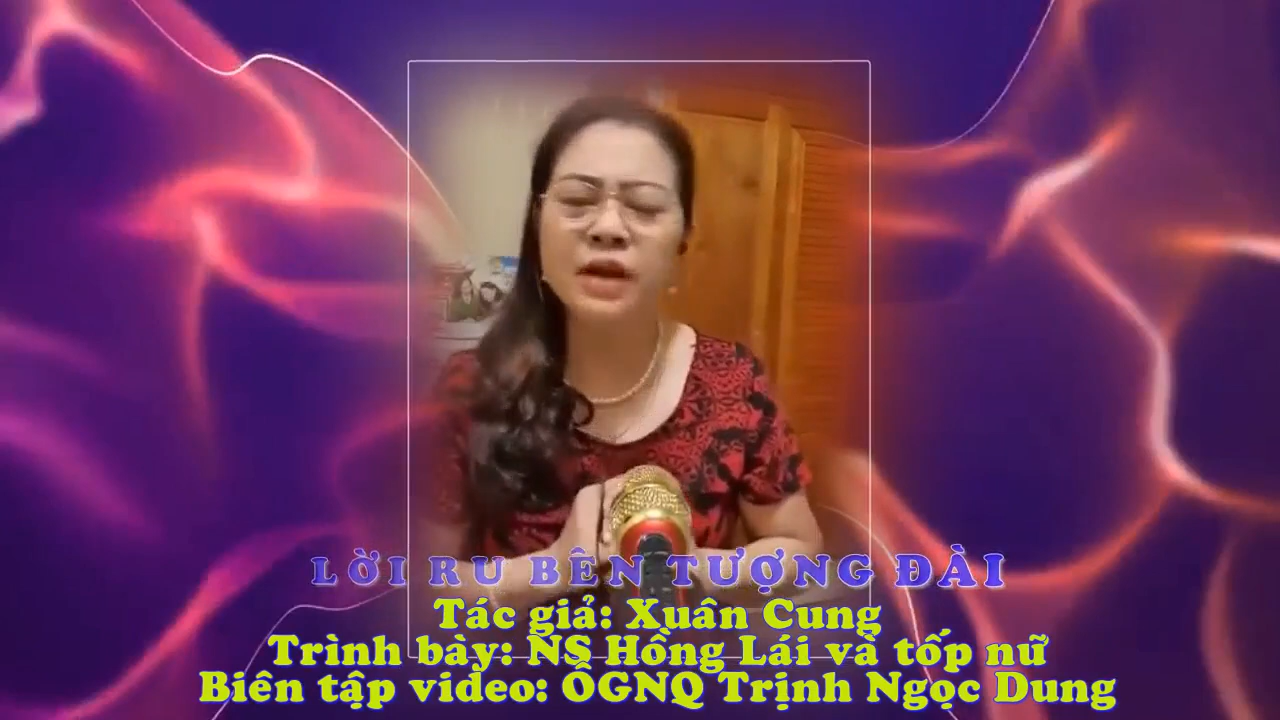 LỜI RU BÊN TƯỢNG ĐÀI
Tác giả: Xuân Cung
Trình bày: NS Hồng Lái và tốp nữ
Biên tập video: ÔGNQ Trịnh Ngọc Dung